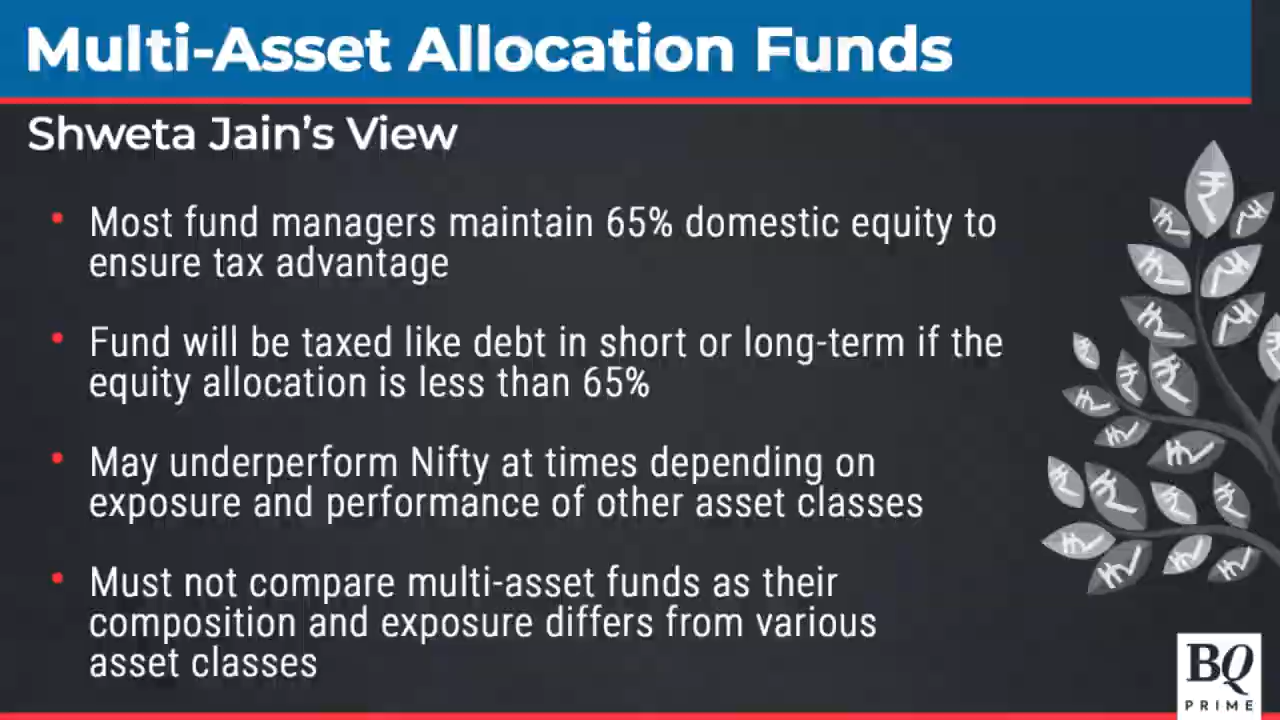 Multi-Asset Allocation Funds
Shweta Jain's View
• Most fund managers maintain 65% domestic equity to
ensure tax advantage
• Fund will be taxed like debt in short or long-term if the
equity allocation is less than 65%
• May underperform Nifty at times depending on
exposure and performance of other asset classes
• Must not compare multi-asset funds as their
composition and exposure differs from various
asset classes
BQ
PRIME